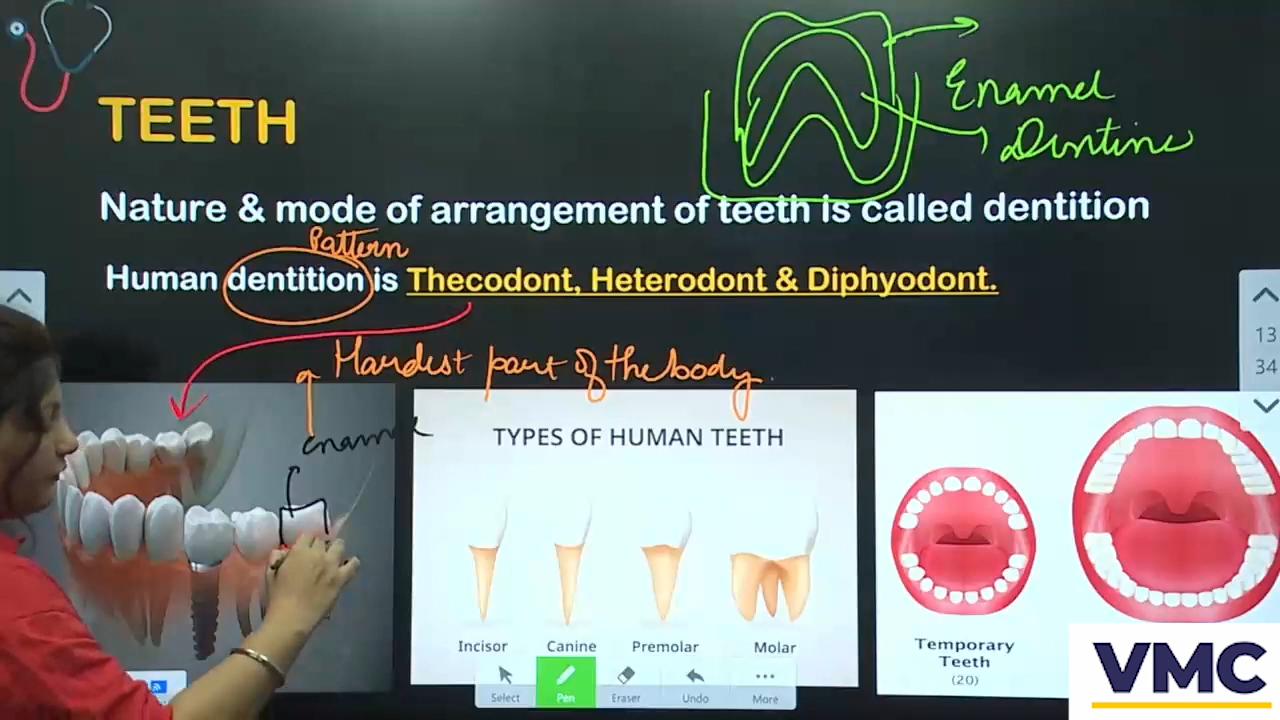 TEETH
Enamel
Dentine
Nature & mode of arrangement of teeth is called dentition
Pattern
Human dentition is Thecodont, Heterodont & Diphyodont.
Hardest part of the body
enamel
TYPES OF HUMAN TEETH
Incisor Canine Premolar Molar
Temporary
Teeth
(20)
13
34
Select Pen Eraser Undo More
VMC